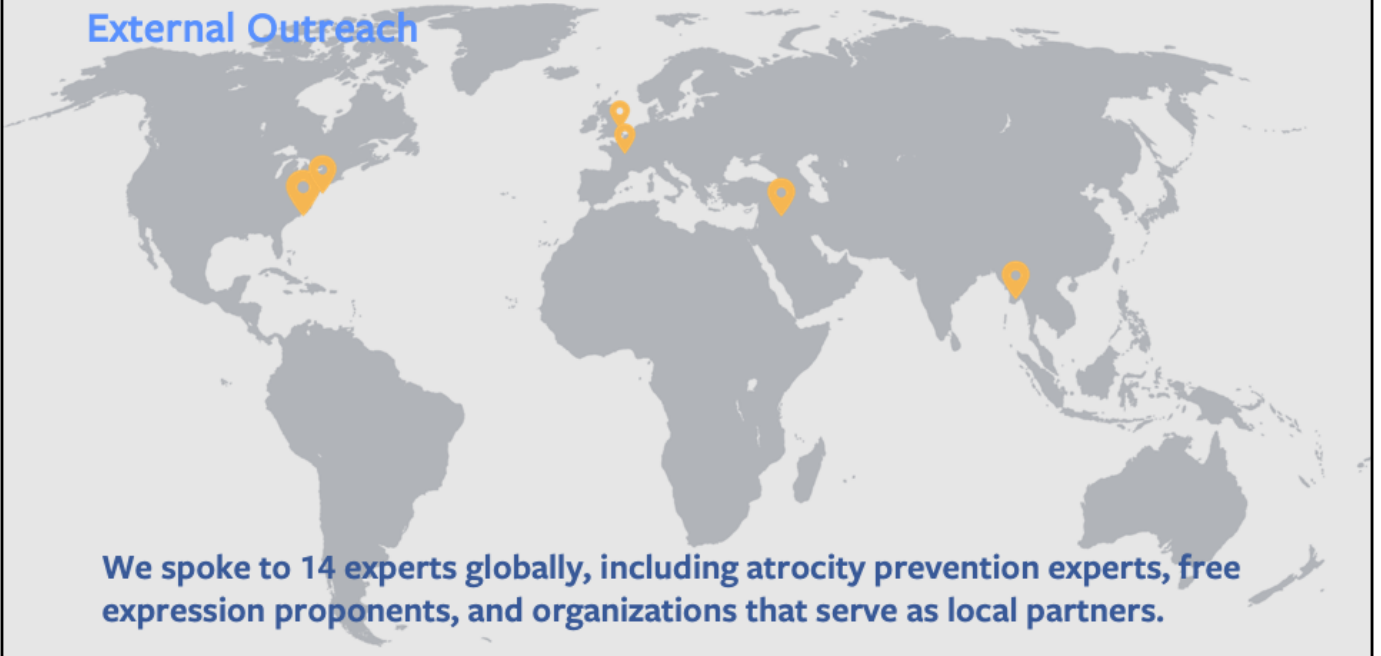 External Outreach
We spoke to 14 experts globally, including atrocity prevention experts, free
expression proponents, and organizations that serve as local partners.